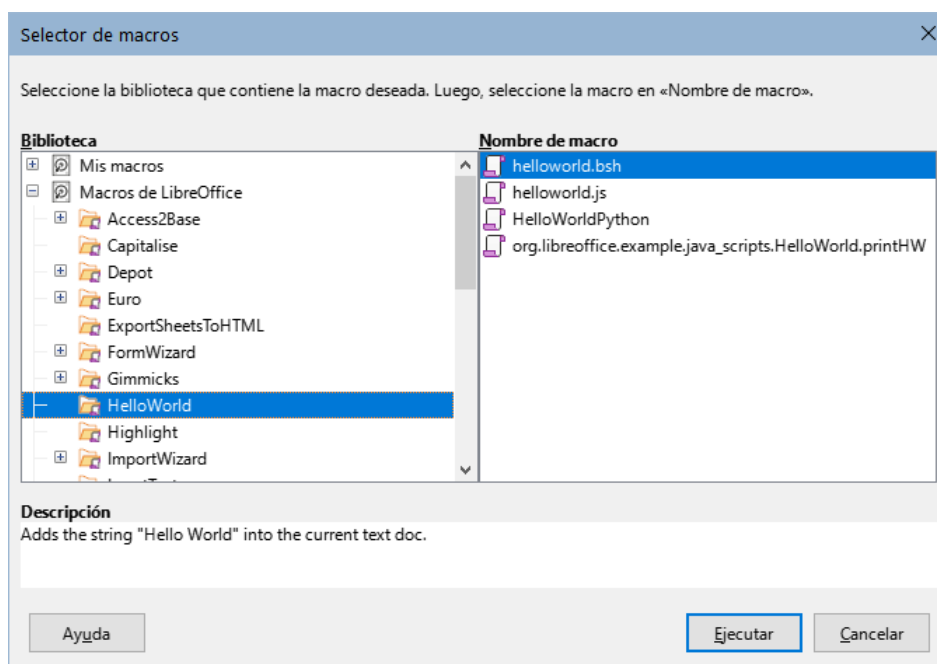 Selector de macros
Seleccione la biblioteca que contiene la macro deseada. Luego, seleccione la macro en «Nombre de macro».
Biblioteca
Mis macros
Macros de LibreOffice
Access2Base
Capitalise
Depot
Euro
ExportSheetsToHTML
FormWizard
Gimmicks
HelloWorld
Highlight
ImportWizard
Nombre de macro
helloworld.bsh
helloworld.js
HelloWorldPython
org.libreoffice.example.java_scripts.HelloWorld.printHW
Descripción
Adds the string "Hello World" into the current text doc.
Ayuda
Ejecutar
Cancelar